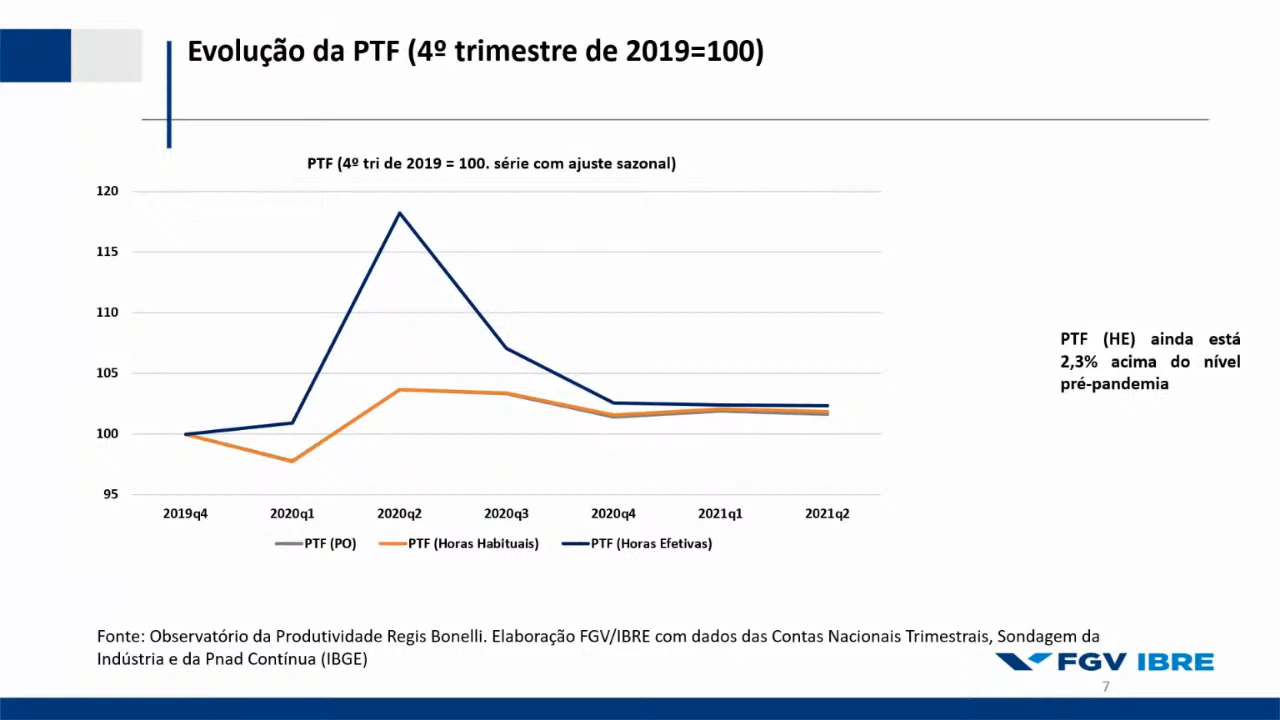 Evolução da PTF (4º trimestre de 2019=100)
PTF (4º tri de 2019 = 100. série com ajuste sazonal)
120
115
110
105
100
95
2019q4 2020q1 2020q2 2020q3 2020q4 2021q1 2021q2
PTF (PO) PTF (Horas Habituais) PTF (Horas Efetivas)
PTF (HE) ainda está
2,3% acima do nível
pré-pandemia
Fonte: Observatório da Produtividade Regis Bonelli. Elaboração FGV/IBRE com dados das Contas Nacionais Trimestrais, Sondagem da
Indústria e da Pnad Contínua (IBGE)
FGV IBRE
7